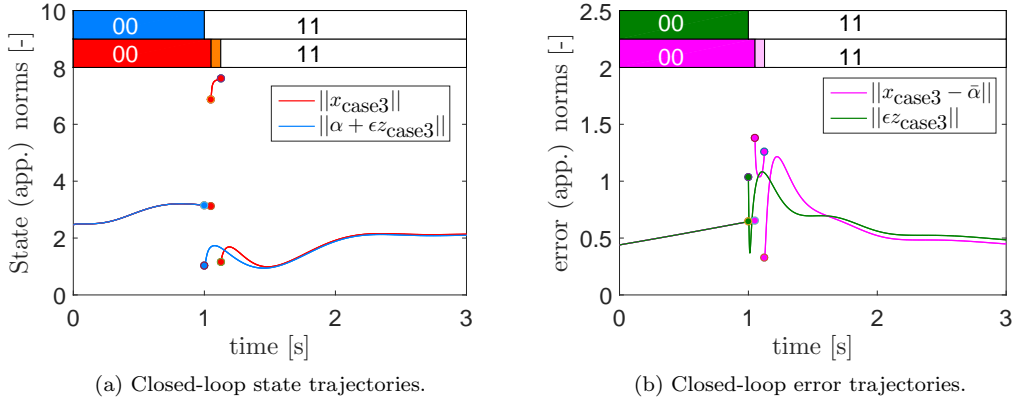 00 11
00 11
10
8
6
4
2
0
State (app.) norms [-]
||x_case3||
||α + ϵz_case3||
0 1 2 3
time [s]
(a) Closed-loop state trajectories.
00 11
00 11
2.5
2
1.5
1
0.5
0
error (app.) norms [-]
||x_case3 − ᾱ||
||ϵz_case3||
0 1 2 3
time [s]
(b) Closed-loop error trajectories.